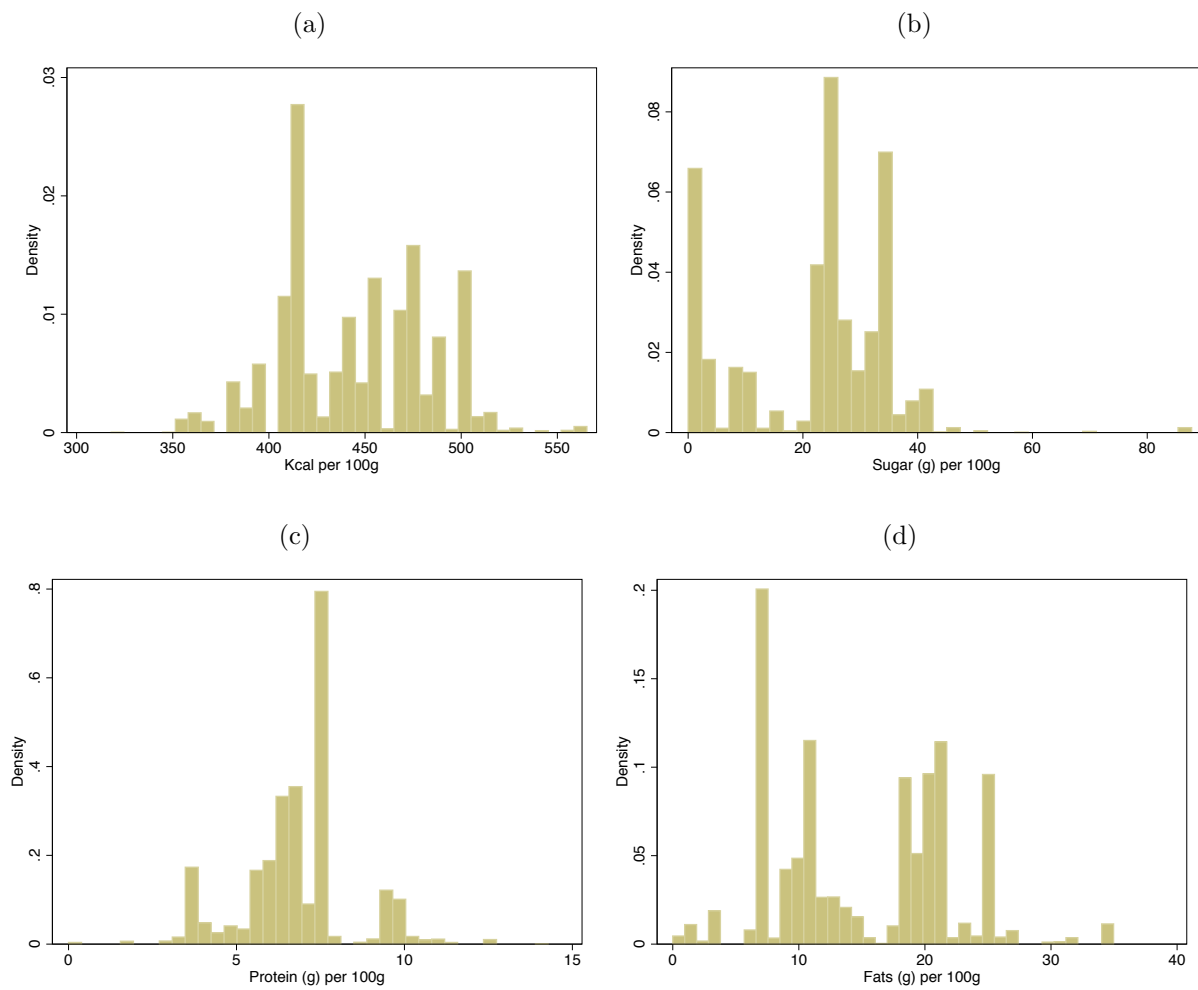 (a)
(b)
Density
0 .01 .02 .03
300 350 400 450 500 550
Kcal per 100g
Density
0 .02 .04 .06 .08
0 20 40 60 80
Sugar (g) per 100g
(c)
(d)
Density
0 .2 .4 .6 .8
0 5 10 15
Protein (g) per 100g
Density
0 .05 .1 .15 .2
0 10 20 30 40
Fats (g) per 100g